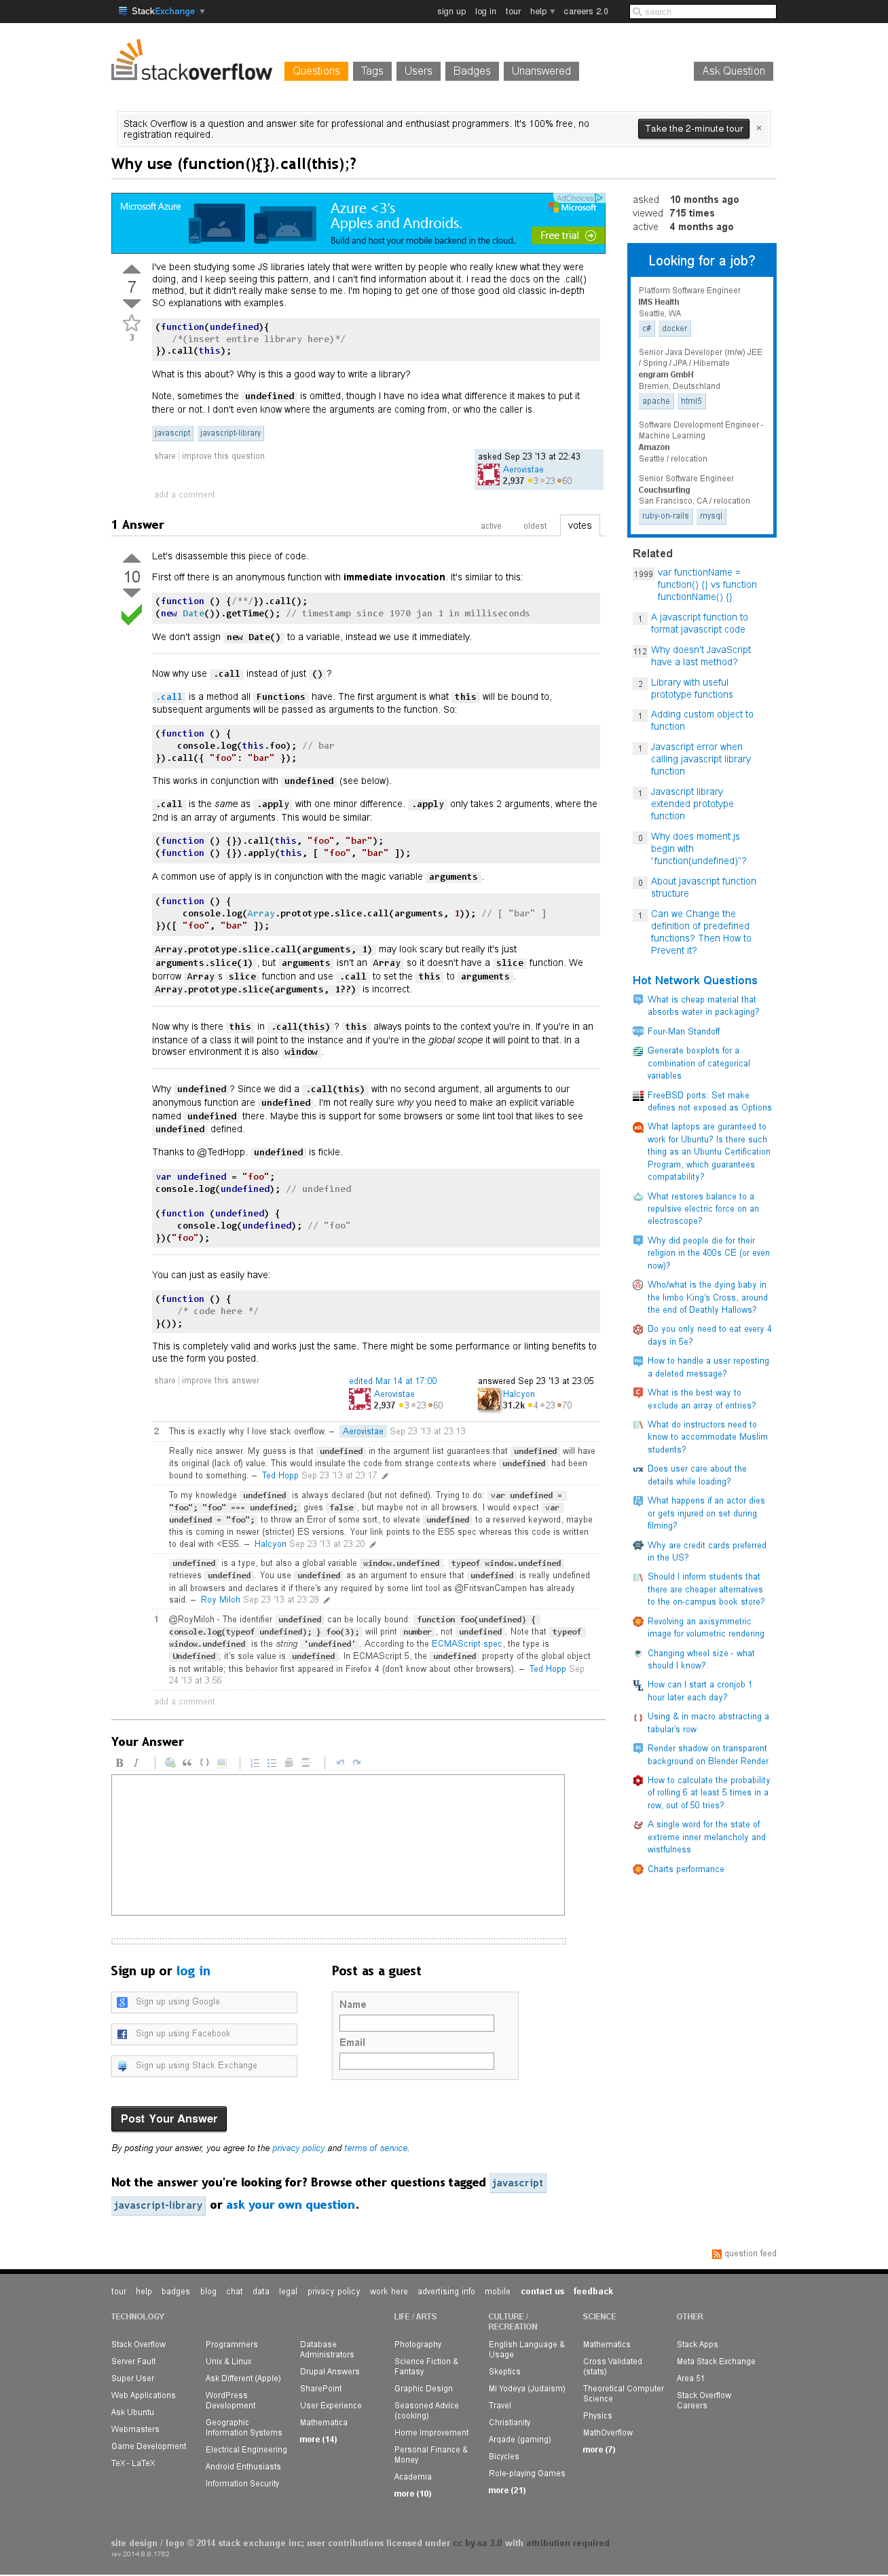 StackExchange
sign up log in tour help careers 2.0
search
stackoverflow
Questions Tags Users Badges Unanswered
Ask Question
Stack Overflow is a question and answer site for professional and enthusiast programmers. It's 100% free, no
registration required.
Take the 2-minute tour ×
Why use (function(){}).call(this);?
Microsoft Azure
Azure <3's
Apples and Androids.
Build and host your mobile backend in the cloud.
AdChoices
Microsoft
Free trial
7
3
I've been studying some JS libraries lately that were written by people who really knew what they were
doing, and I keep seeing this pattern, and I can't find information about it. I read the docs on the .call()
method, but it didn't really make sense to me. I'm hoping to get one of those good old classic in-depth
SO explanations with examples.
(function(undefined){
/*(insert entire library here)*/
}).call(this);
What is this about? Why is this a good way to write a library?
Note, sometimes the undefined is omitted, though I have no idea what difference it makes to put it
there or not. I don't even know where the arguments are coming from, or who the caller is.
javascript javascript-library
share | improve this question
asked Sep 23 '13 at 22:43
Aerovistae
2,937 3 23 60
add a comment
1 Answer
active oldest votes
10
Let's disassemble this piece of code.
First off there is an anonymous function with immediate invocation. It's similar to this:
(function () {/**/}).call();
(new Date()).getTime(); // timestamp since 1970 jan 1 in milliseconds
We don't assign new Date() to a variable, instead we use it immediately.
Now why use .call instead of just ()?
.call is a method all Functions have. The first argument is what this will be bound to,
subsequent arguments will be passed as arguments to the function. So:
(function () {
console.log(this.foo); // bar
}).call({ "foo": "bar" });
This works in conjunction with undefined (see below).
.call is the same as .apply with one minor difference. .apply only takes 2 arguments, where the
2nd is an array of arguments. This would be similar:
(function () {}).call(this, "foo", "bar");
(function () {}).apply(this, [ "foo", "bar" ]);
A common use of apply is in conjunction with the magic variable arguments.
(function () {
console.log(Array.prototype.slice.call(arguments, 1)); // [ "bar" ]
})([ "foo", "bar" ]);
Array.prototype.slice.call(arguments, 1) may look scary but really it's just
arguments.slice(1), but arguments isn't an Array so it doesn't have a slice function. We
borrow Array s slice function and use .call to set the this to arguments.
Array.prototype.slice(arguments, 1??) is incorrect.
Now why is there this in .call(this)? this always points to the context you're in. If you're in an
instance of a class it will point to the instance and if you're in the global scope it will point to that. In a
browser environment it is also window.
Why undefined? Since we did a .call(this) with no second argument, all arguments to our
anonymous function are undefined. I'm not really sure why you need to make an explicit variable
named undefined there. Maybe this is support for some browsers or some lint tool that likes to see
undefined defined.
Thanks to @TedHopp. undefined is fickle.
var undefined = "foo";
console.log(undefined); // undefined
(function (undefined) {
console.log(undefined); // "foo"
})("foo");
You can just as easily have:
(function () {
/* code here */
}());
This is completely valid and works just the same. There might be some performance or linting benefits to
use the form you posted.
share | improve this answer
edited Mar 14 at 17:00
Aerovistae
2,937 3 23 60
answered Sep 23 '13 at 23:05
Halcyon
31.2k 4 23 70
2 This is exactly why I love stack overflow. – Aerovistae Sep 23 '13 at 23:13
Really nice answer. My guess is that undefined in the argument list guarantees that undefined will have
its original (lack of) value. This would insulate the code from strange contexts where undefined had been
bound to something. – Ted Hopp Sep 23 '13 at 23:17
To my knowledge undefined is always declared (but not defined). Trying to do: var undefined =
"foo"; "foo" === undefined; gives false, but maybe not in all browsers. I would expect var
undefined = "foo"; to throw an Error of some sort, to elevate undefined to a reserved keyword, maybe
this is coming in newer (stricter) ES versions. Your link points to the ES5 spec whereas this code is written
to deal with <ES5. – Halcyon Sep 23 '13 at 23:20
undefined is a type, but also a global variable window.undefined. typeof window.undefined
retrieves undefined. You use undefined as an argument to ensure that undefined is really undefined
in all browsers and declares it if there's any required by some lint tool as @FritsvanCampen has already
said. – Roy Miloh Sep 23 '13 at 23:28
1 @RoyMiloh - The identifier undefined can be locally bound: function foo(undefined) {
console.log(typeof undefined); } foo(3); will print number, not undefined. Note that typeof
window.undefined is the string 'undefined'. According to the ECMAScript spec, the type is
Undefined; it's sole value is undefined. In ECMAScript 5, the undefined property of the global object
is not writable; this behavior first appeared in Firefox 4 (don't know about other browsers). – Ted Hopp Sep
24 '13 at 3:56
add a comment
Your Answer
B I
Sign up or log in
Sign up using Google
Sign up using Facebook
Sign up using Stack Exchange
Post as a guest
Name
Email
Post Your Answer
By posting your answer, you agree to the privacy policy and terms of service.
Not the answer you're looking for? Browse other questions tagged javascript
javascript-library or ask your own question.
asked 10 months ago
viewed 715 times
active 4 months ago
Looking for a job?
Platform Software Engineer
IMS Health
Seattle, WA
c# docker
Senior Java Developer (m/w) JEE
/ Spring / JPA / Hibernate
engram GmbH
Bremen, Deutschland
apache html5
Software Development Engineer -
Machine Learning
Amazon
Seattle / relocation
Senior Software Engineer
Couchsurfing
San Francisco, CA / relocation
ruby-on-rails mysql
Related
1999 var functionName =
function() {} vs function
functionName() {}
1 A javascript function to
format javascript code
112 Why doesn't JavaScript
have a last method?
2 Library with useful
prototype functions
1 Adding custom object to
function
1 Javascript error when
calling javascript library
function
1 Javascript library
extended prototype
function
0 Why does moment.js
begin with
"function(undefined)"?
0 About javascript function
structure
1 Can we Change the
definition of predefined
functions? Then How to
Prevent it?
Hot Network Questions
What is cheap material that
absorbs water in packaging?
Four-Man Standoff
Generate boxplots for a
combination of categorical
variables
FreeBSD ports: Set make
defines not exposed as Options
What laptops are guranteed to
work for Ubuntu? Is there such
thing as an Ubuntu Certification
Program, which guarantees
compatability?
What restores balance to a
repulsive electric force on an
electroscope?
Why did people die for their
religion in the 400s CE (or even
now)?
Who/what is the dying baby in
the limbo King's Cross, around
the end of Deathly Hallows?
Do you only need to eat every 4
days in 5e?
How to handle a user reposting
a deleted message?
What is the best way to
exclude an array of entries?
What do instructors need to
know to accommodate Muslim
students?
Does user care about the
details while loading?
What happens if an actor dies
or gets injured on set during
filming?
Why are credit cards preferred
in the US?
Should I inform students that
there are cheaper alternatives
to the on-campus book store?
Revolving an axisymmetric
image for volumetric rendering
Changing wheel size - what
should I know?
How can I start a cronjob 1
hour later each day?
Using & in macro abstracting a
tabular's row
Render shadow on transparent
background on Blender Render
How to calculate the probability
of rolling 6 at least 5 times in a
row, out of 50 tries?
A single word for the state of
extreme inner melancholy and
wistfulness
Charts performance
question feed
tour help badges blog chat data legal privacy policy work here advertising info mobile contact us feedback
TECHNOLOGY
Stack Overflow
Server Fault
Super User
Web Applications
Ask Ubuntu
Webmasters
Game Development
TeX - LaTeX
Programmers
Unix & Linux
Ask Different (Apple)
WordPress
Development
Geographic
Information Systems
Electrical Engineering
Android Enthusiasts
Information Security
Database
Administrators
Drupal Answers
SharePoint
User Experience
Mathematica
more (14)
LIFE / ARTS
Photography
Science Fiction &
Fantasy
Graphic Design
Seasoned Advice
(cooking)
Home Improvement
Personal Finance &
Money
Academia
more (10)
CULTURE /
RECREATION
English Language &
Usage
Skeptics
Mi Yodeya (Judaism)
Travel
Christianity
Arqade (gaming)
Bicycles
Role-playing Games
more (21)
SCIENCE
Mathematics
Cross Validated
(stats)
Theoretical Computer
Science
Physics
MathOverflow
more (7)
OTHER
Stack Apps
Meta Stack Exchange
Area 51
Stack Overflow
Careers
site design / logo © 2014 stack exchange inc; user contributions licensed under cc by-sa 3.0 with attribution required
rev 2014.8.8.1762